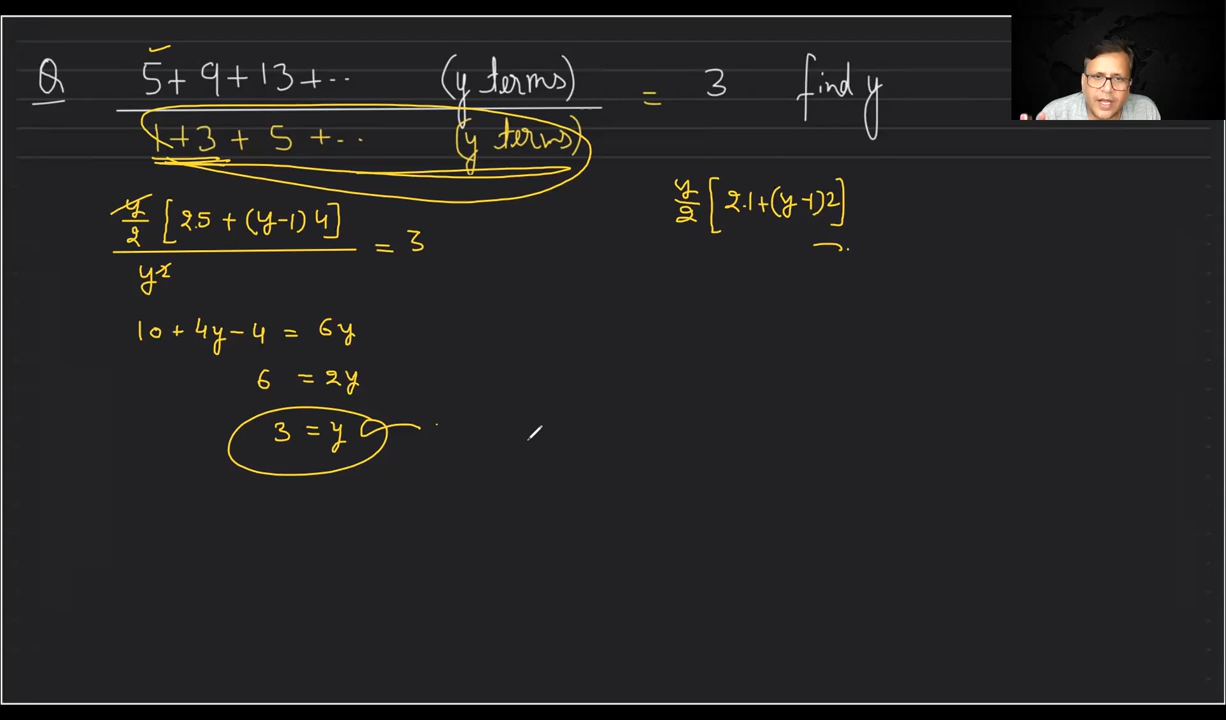 Q 5+ 9+13+.. (y terms) = 3 find y
1+3 + 5 +.. (y terms)
y/2 [2.5 + (y-1) 4] = 3
y²
y/2 [2.1+(y-1)2]
10 + 4y - 4 = 6y
6 = 2y
3 = y